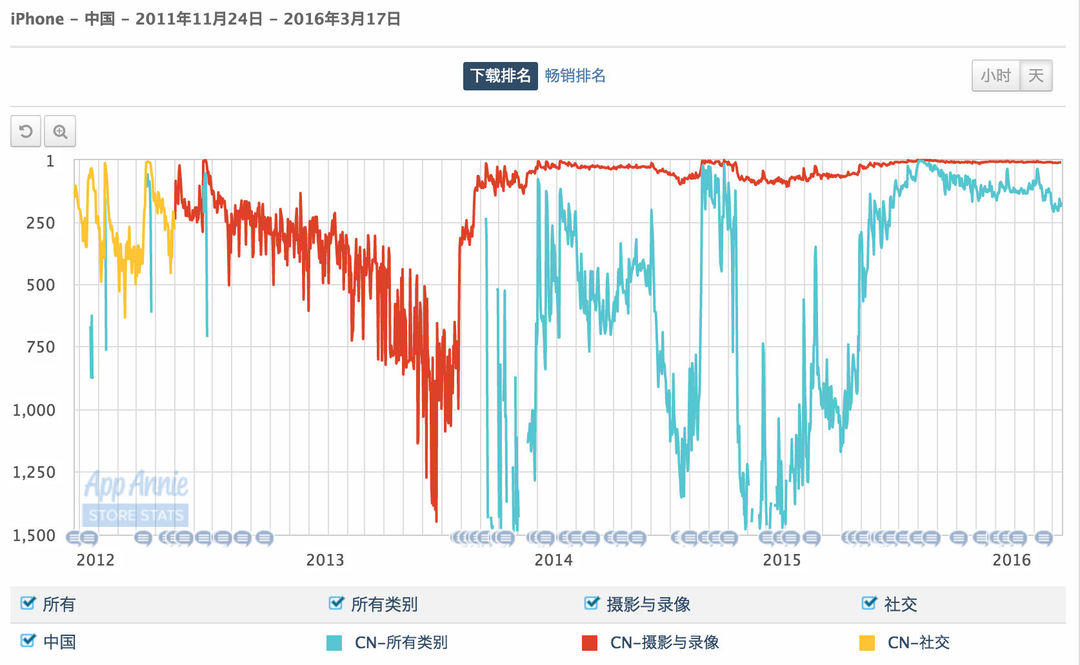 iPhone – 中国 – 2011年11月24日 – 2016年3月17日
下载排名 畅销排名 小时 天
1
250
500
750
1,000
1,250
1,500
App Annie
STORE STATS
2012 2013 2014 2015 2016
所有 所有类别 摄影与录像 社交
中国 CN–所有类别 CN–摄影与录像 CN–社交